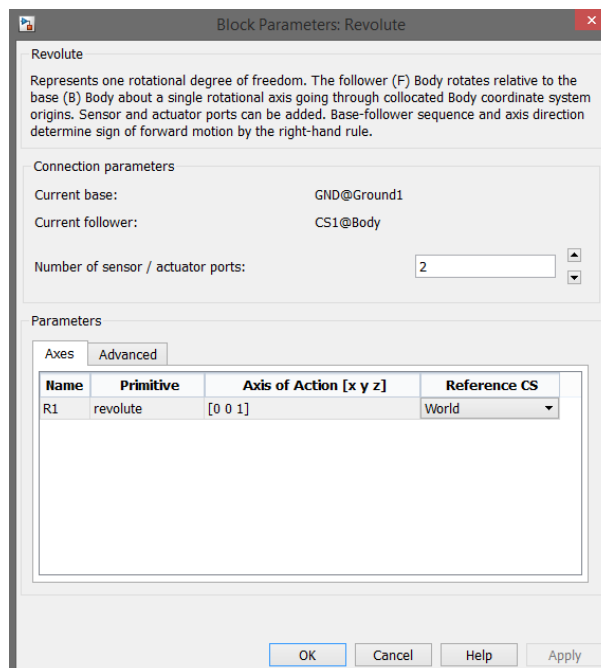 Block Parameters: Revolute
Revolute
Represents one rotational degree of freedom. The follower (F) Body rotates relative to the
base (B) Body about a single rotational axis going through collocated Body coordinate system
origins. Sensor and actuator ports can be added. Base-follower sequence and axis direction
determine sign of forward motion by the right-hand rule.
Connection parameters
Current base: GND@Ground1
Current follower: CS1@Body
Number of sensor / actuator ports: 2
Parameters
Axes Advanced
Name Primitive Axis of Action [x y z] Reference CS
R1 revolute [0 0 1] World
OK Cancel Help Apply